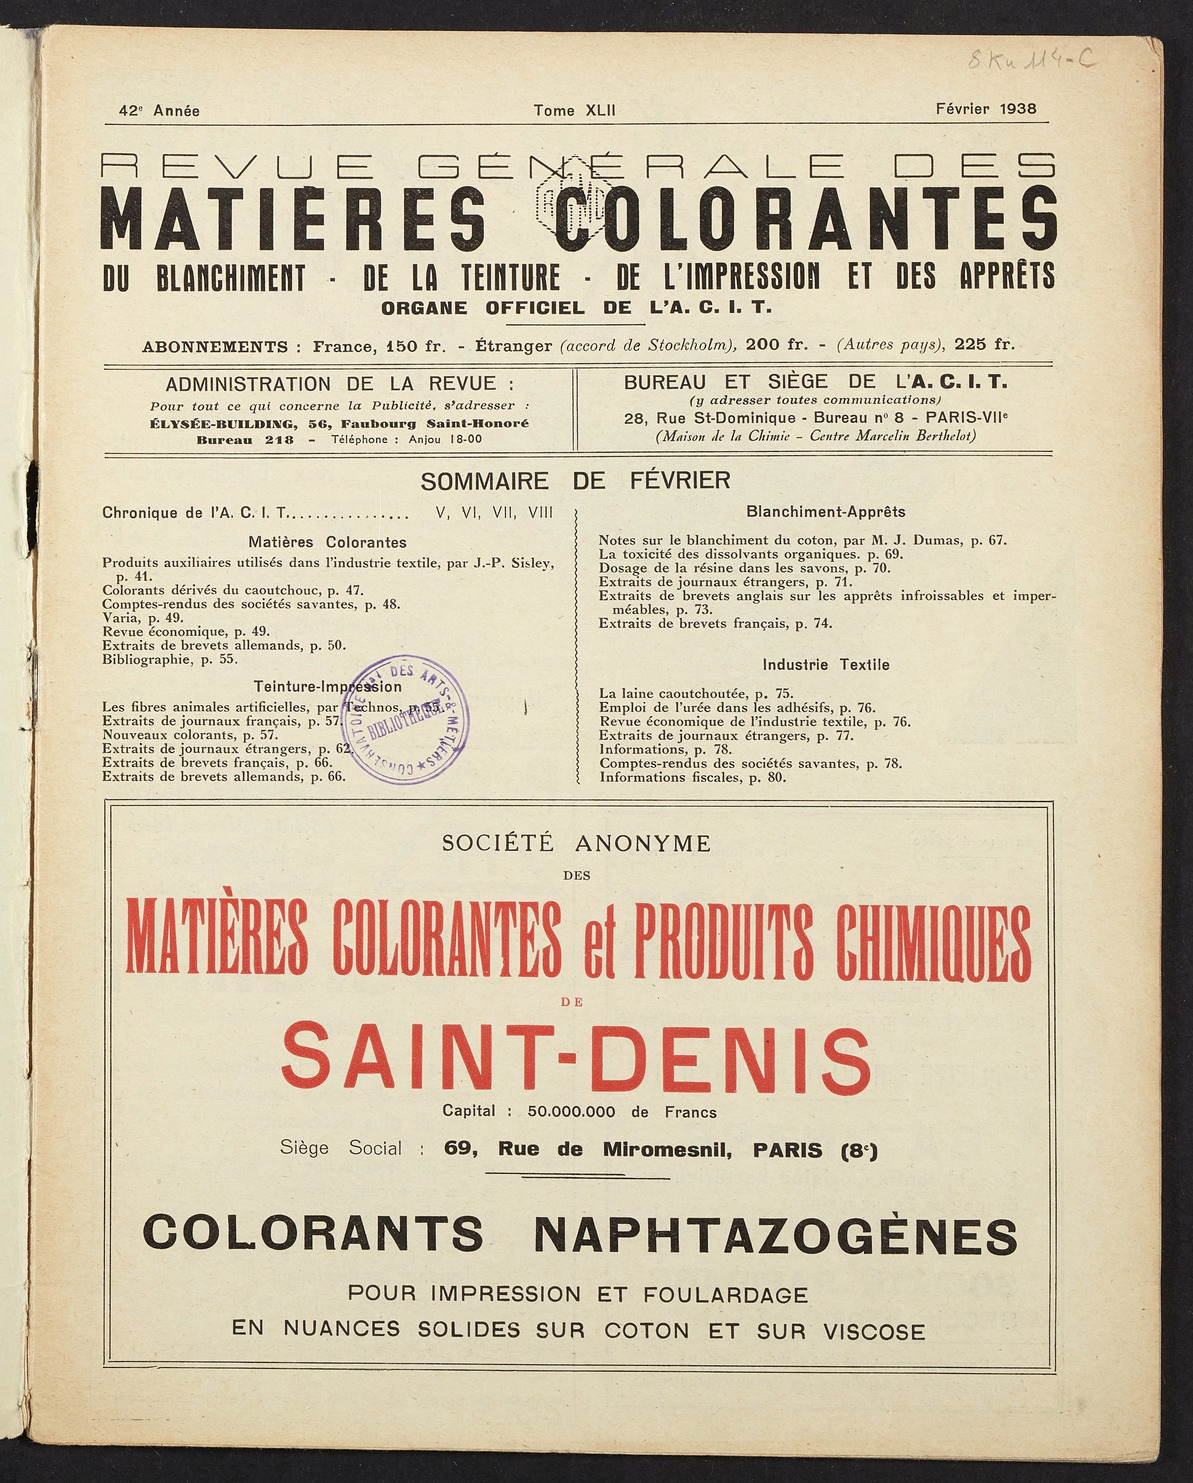 8 Ku 114-C
42e Année Tome XLII Février 1938
REVUE GÉNÉRALE DES
MATIÈRES COLORANTES
DU BLANCHIMENT - DE LA TEINTURE - DE L'IMPRESSION ET DES APPRÊTS
ORGANE OFFICIEL DE L'A. C. I. T.
ABONNEMENTS : France, 150 fr. - Étranger (accord de Stockholm), 200 fr. - (Autres pays), 225 fr.
ADMINISTRATION DE LA REVUE :
Pour tout ce qui concerne la Publicité, s'adresser :
ÉLYSÉE-BUILDING, 56, Faubourg Saint-Honoré
Bureau 218 – Téléphone : Anjou 18-00
BUREAU ET SIÈGE DE L'A. C. I. T.
(y adresser toutes communications)
28, Rue St-Dominique - Bureau no 8 - PARIS-VIIe
(Maison de la Chimie – Centre Marcelin Berthelot)
SOMMAIRE DE FÉVRIER
Chronique de l'A. C. I. T................ V, VI, VII, VIII
Matières Colorantes
Produits auxiliaires utilisés dans l'industrie textile, par J.-P. Sisley,
p. 41.
Colorants dérivés du caoutchouc, p. 47.
Comptes-rendus des sociétés savantes, p. 48.
Varia, p. 49.
Revue économique, p. 49.
Extraits de brevets allemands, p. 50.
Bibliographie, p. 55.
Teinture-Impression
Les fibres animales artificielles, par Technos, p. 55.
Extraits de journaux français, p. 57.
Nouveaux colorants, p. 57.
Extraits de journaux étrangers, p. 62.
Extraits de brevets français, p. 66.
Extraits de brevets allemands, p. 66.
CONSERVATOIRE NAL DES ARTS-&-METIERS
BIBLIOTHEQUE
Blanchiment-Apprêts
Notes sur le blanchiment du coton, par M. J. Dumas, p. 67.
La toxicité des dissolvants organiques. p. 69.
Dosage de la résine dans les savons, p. 70.
Extraits de journaux étrangers, p. 71.
Extraits de brevets anglais sur les apprêts infroissables et imper-
méables, p. 73.
Extraits de brevets français, p. 74.
Industrie Textile
La laine caoutchoutée, p. 75.
Emploi de l'urée dans les adhésifs, p. 76.
Revue économique de l'industrie textile, p. 76.
Extraits de journaux étrangers, p. 77.
Informations, p. 78.
Comptes-rendus des sociétés savantes, p. 78.
Informations fiscales, p. 80.
SOCIÉTÉ ANONYME
DES
MATIÈRES COLORANTES et PRODUITS CHIMIQUES
DE
SAINT-DENIS
Capital : 50.000.000 de Francs
Siège Social : 69, Rue de Miromesnil, PARIS (8e)
COLORANTS NAPHTAZOGÈNES
POUR IMPRESSION ET FOULARDAGE
EN NUANCES SOLIDES SUR COTON ET SUR VISCOSE